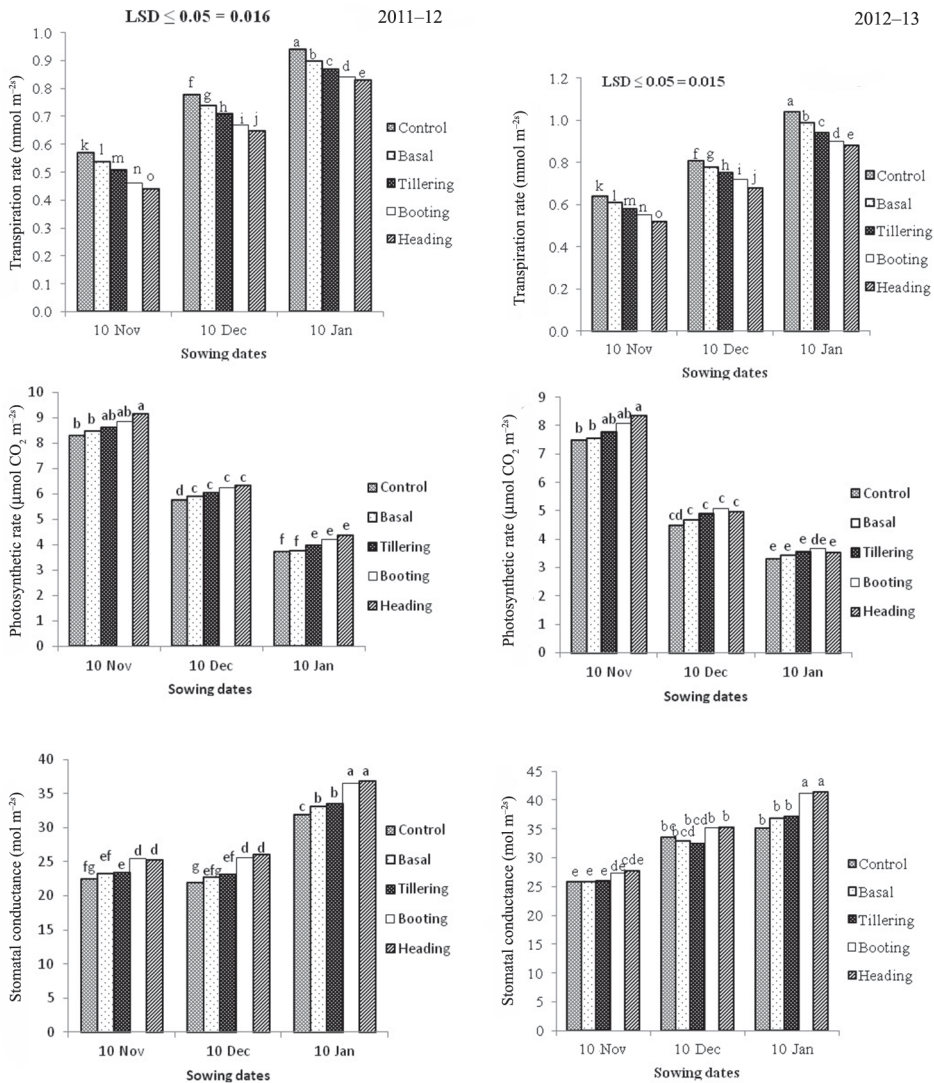 LSD ≤ 0.05 = 0.016
2011–12
Transpiration rate (mmol m⁻²ˢ)
1.0
0.9
0.8
0.7
0.6
0.5
0.4
0.3
0.2
0.1
0.0
k l m n o
f g h i j
a b c d e
10 Nov 10 Dec 10 Jan
Sowing dates
Control
Basal
Tillering
Booting
Heading
2012–13
LSD ≤ 0.05 = 0.015
Transpiration rate (mmol m⁻²ˢ)
1.2
1.0
0.8
0.6
0.4
0.2
0.0
k l m n o
f g h i j
a b c d e
10 Nov 10 Dec 10 Jan
Sowing dates
Control
Basal
Tillering
Booting
Heading
Photosynthetic rate (µmol CO₂ m⁻²ˢ)
10
9
8
7
6
5
4
3
2
1
0
b b ab ab a
d c c c c
f f e e e
10 Nov 10 Dec 10 Jan
Sowing dates
Control
Basal
Tillering
Booting
Heading
Photosynthetic rate (µmol CO₂ m⁻²ˢ)
9
8
7
6
5
4
3
2
1
0
b b ab ab a
cd c c c c
e e e de e
10 Nov 10 Dec 10 Jan
Sowing dates
Control
Basal
Tillering
Booting
Heading
Stomatal conductance (mol m⁻²ˢ)
40
35
30
25
20
15
10
5
0
fg ef e d d
g efg ef d d
c b b a a
10 Nov 10 Dec 10 Jan
Sowing dates
Control
Basal
Tillering
Booting
Heading
Stomatal conductance (mol m⁻²ˢ)
45
40
35
30
25
20
15
10
5
0
e e e de cde
bc bcd bcd b b
b b b a a
10 Nov 10 Dec 10 Jan
Sowing dates
Control
Basal
Tillering
Booting
Heading